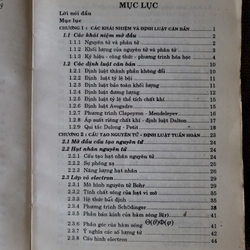 MỤC LỤC
Lời nói đầu
Mục lục
CHƯƠNG I : CÁC KHÁI NIỆM VÀ ĐỊNH LUẬT CĂN BẢN 1
1.1 Các khái niệm mở đầu 1
1.1.1 Nguyên tử và phân tử
1.1.2 Khối lượng của nguyên tử và phân tử
1.1.3 Ký hiệu - công thức - phương trình hóa học
1.2 Các định luật căn bản 4
1.2.1 Định luật thành phần không đổi
1.2.2 Định luật tỷ lệ bội
1.2.3 Định luật bảo toàn khối lượng
1.2.4 Định luật đương lượng
1.2.5 Định luật tỷ lệ thể tích chất khí
1.2.6 Định luật Avogadro
1.2.7 Phương trình Clapeyron - Mendeleyev
1.2.8 Áp suất riêng chất khí - định luật Dalton
1.2.9 Qui tắc Dulong - Petit
CHƯƠNG II : CẤU TẠO NGUYÊN TỬ - ĐỊNH LUẬT TUẦN HOÀN
2.1 Mở đầu cấu tạo nguyên tử
2.2 Hạt nhân nguyên tử
2.2.1 Cấu tạo hạt nhân nguyên tử
2.2.2 Sự phóng xạ
2.2.3 Năng lượng hạt nhân
2.3 Lớp vỏ electron
2.3.1 Mô hình nguyên tử Bohr
2.3.2 Tính chất sóng của hạt vi mô
2.3.3 Hệ thức bất định
2.3.4 Phương trình Schrödinger
2.3.5 Phần bán kính của hàm sóng R(r)
2.3.6 Phần góc của hàm sóng Θ(θ)Φ(φ)
2.3.7 Ý nghĩa các số lượng tử 41
2.3.8 Cấu hình electron 44